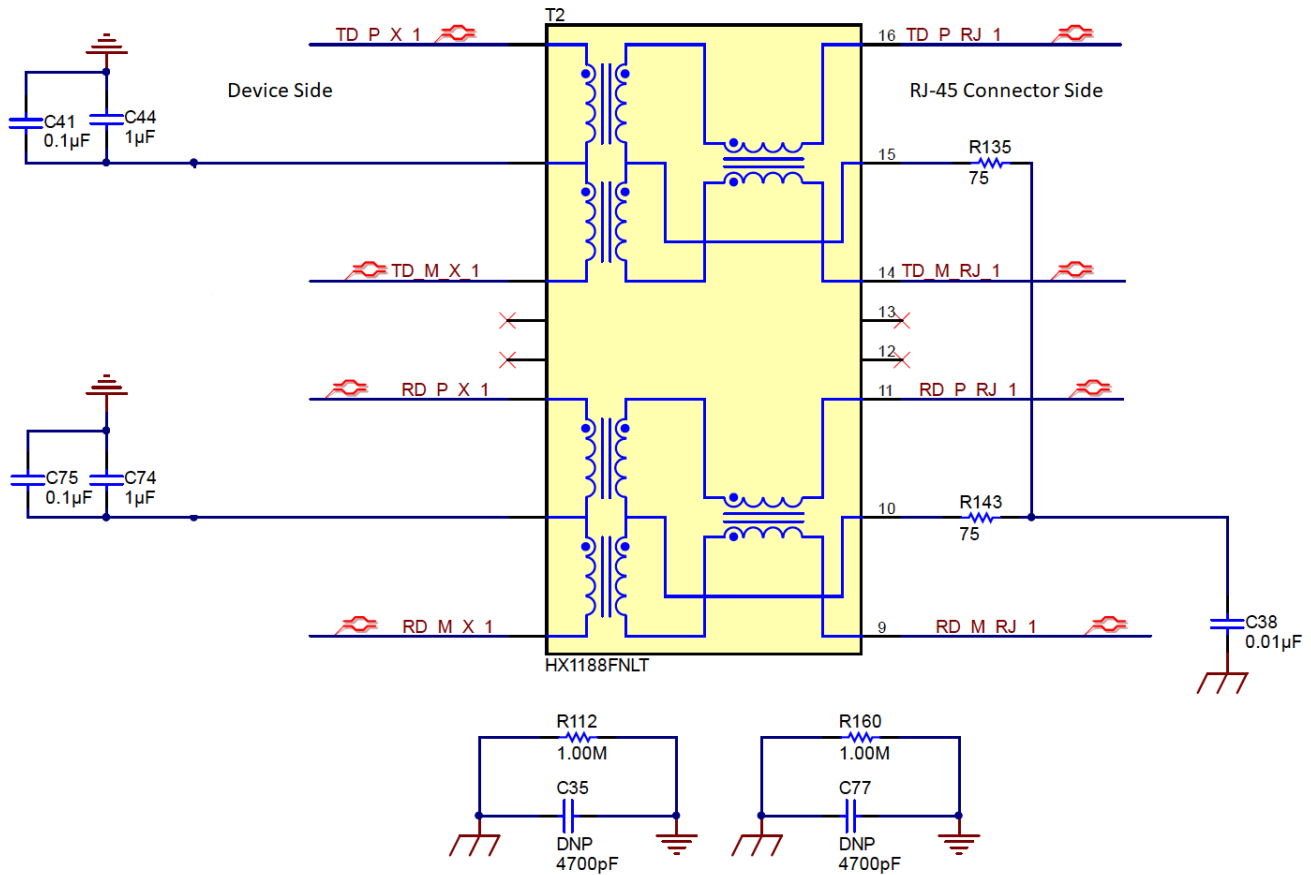 T2
TD_P_X_1
16
TD_P_RJ_1
Device Side
RJ-45 Connector Side
C41
0.1µF
C44
1µF
15
R135
75
TD_M_X_1
14
TD_M_RJ_1
13
12
RD_P_X_1
11
RD_P_RJ_1
C75
0.1µF
C74
1µF
10
R143
75
RD_M_X_1
9
RD_M_RJ_1
C38
0.01µF
HX1188FNLT
R112
1.00M
C35
DNP
4700pF
R160
1.00M
C77
DNP
4700pF